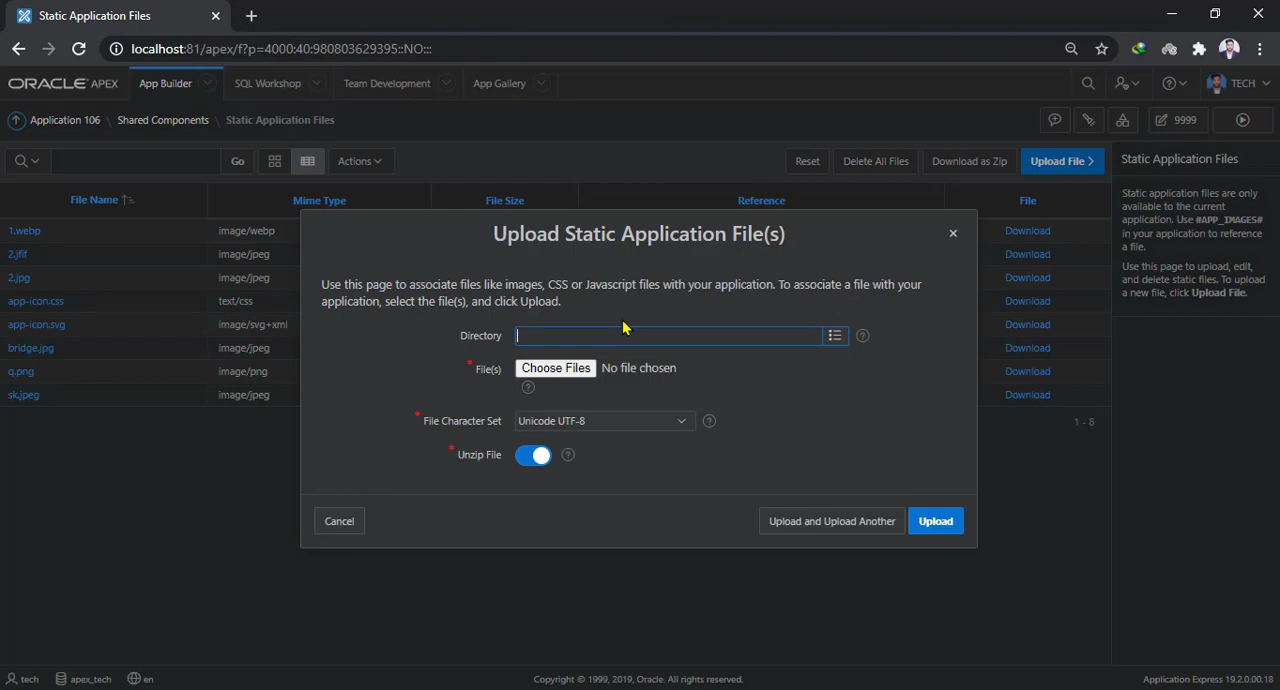 Static Application Files
localhost:81/apex/f?p=4000:40:980803629395::NO:::
ORACLE APEX App Builder SQL Workshop Team Development App Gallery TECH
Application 106 \ Shared Components \ Static Application Files 9999
Go Actions Reset Delete All Files Download as Zip Upload File Static Application Files
File Name Mime Type File Size Reference File
Static application files are only
available to the current
application. Use #APP_IMAGES#
in your application to reference
a file.
Use this page to upload, edit,
and delete static files. To upload
a new file, click Upload File.
1.webp image/webp Download
2.jfif image/jpeg Download
2.jpg image/jpeg Download
app-icon.css text/css Download
app-icon.svg image/svg+xml Download
bridge.jpg image/jpeg Download
q.png image/png Download
sk.jpeg image/jpeg Download
1 - 8
Upload Static Application File(s)
Use this page to associate files like images, CSS or Javascript files with your application. To associate a file with your
application, select the file(s), and click Upload.
Directory
* File(s) Choose Files No file chosen
* File Character Set Unicode UTF-8
* Unzip File
Cancel Upload and Upload Another Upload
tech apex_tech en Copyright © 1999, 2019, Oracle. All rights reserved. Application Express 19.2.0.00.18